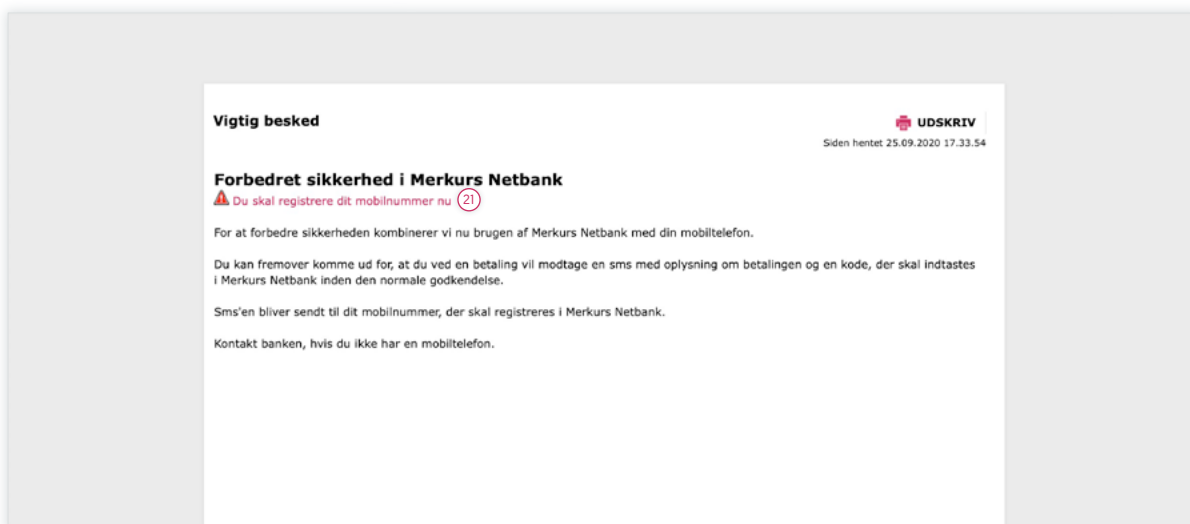 Vigtig besked
UDSKRIV
Siden hentet 25.09.2020 17.33.54
Forbedret sikkerhed i Merkurs Netbank
Du skal registrere dit mobilnummer nu 21
For at forbedre sikkerheden kombinerer vi nu brugen af Merkurs Netbank med din mobiltelefon.
Du kan fremover komme ud for, at du ved en betaling vil modtage en sms med oplysning om betalingen og en kode, der skal indtastes
i Merkurs Netbank inden den normale godkendelse.
Sms'en bliver sendt til dit mobilnummer, der skal registreres i Merkurs Netbank.
Kontakt banken, hvis du ikke har en mobiltelefon.